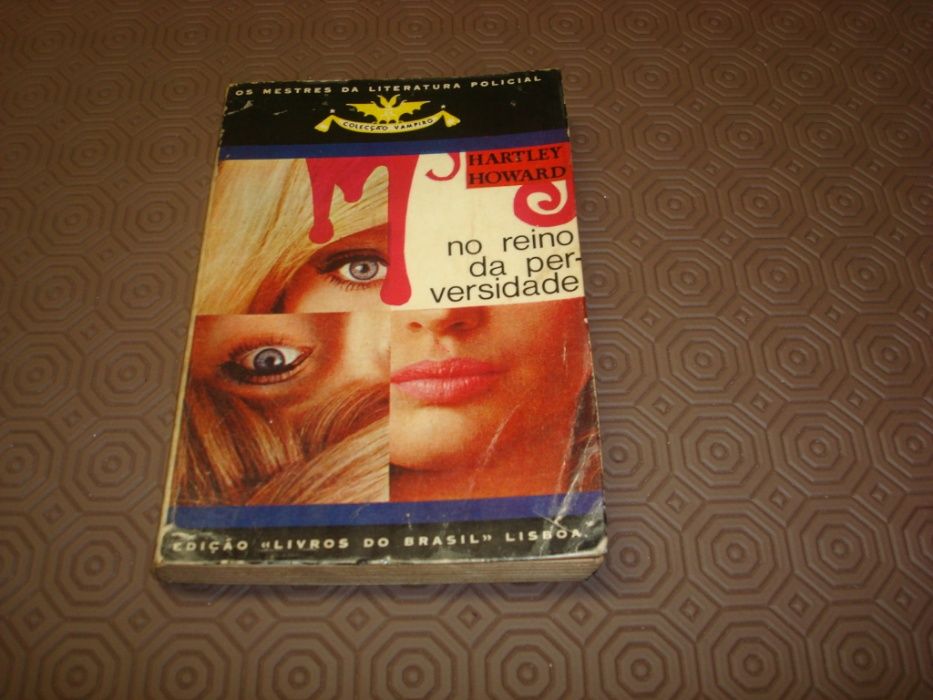 OS MESTRES DA LITERATURA POLICIAL
COLECÇÃO VAMPIRO
HARTLEY
HOWARD
no reino
da per-
versidade
EDIÇÃO «LIVROS DO BRASIL» LISBOA